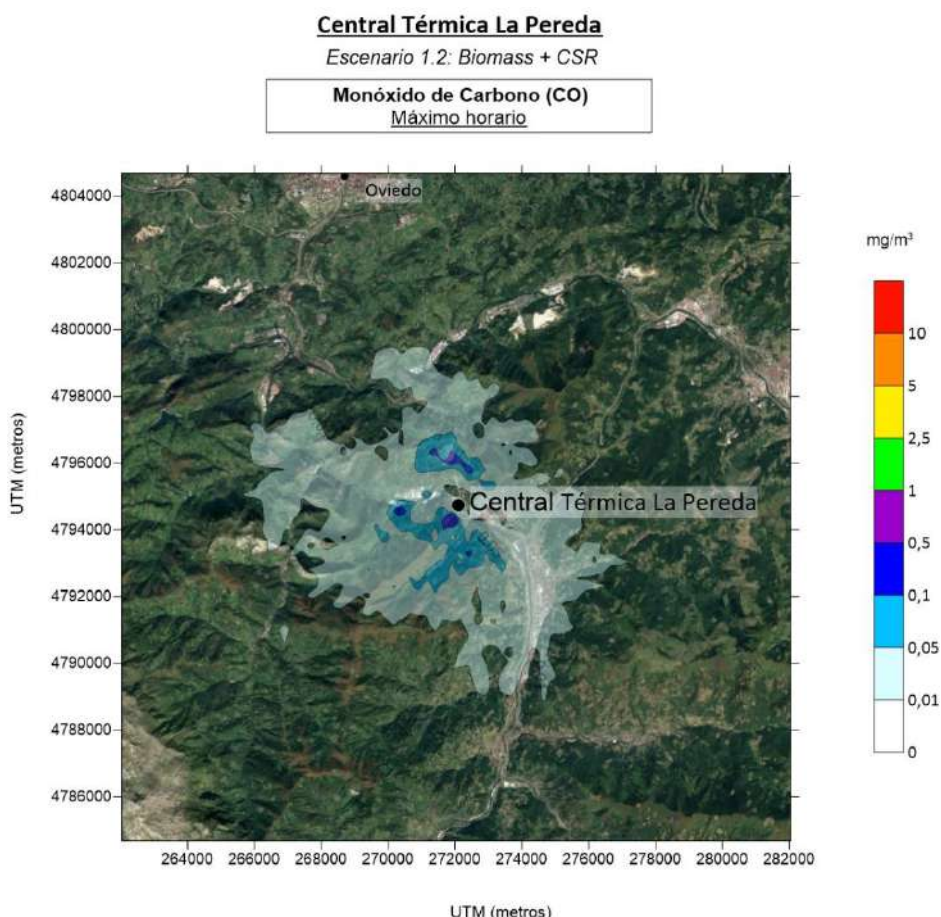 Central Térmica La Pereda
Escenario 1.2: Biomass + CSR
Monóxido de Carbono (CO)
Máximo horario
Oviedo
Central Térmica La Pereda
UTM (metros)
4804000
4802000
4800000
4798000
4796000
4794000
4792000
4790000
4788000
4786000
264000 266000 268000 270000 272000 274000 276000 278000 280000 282000
UTM (metros)
mg/m³
10
5
2,5
1
0,5
0,1
0,05
0,01
0